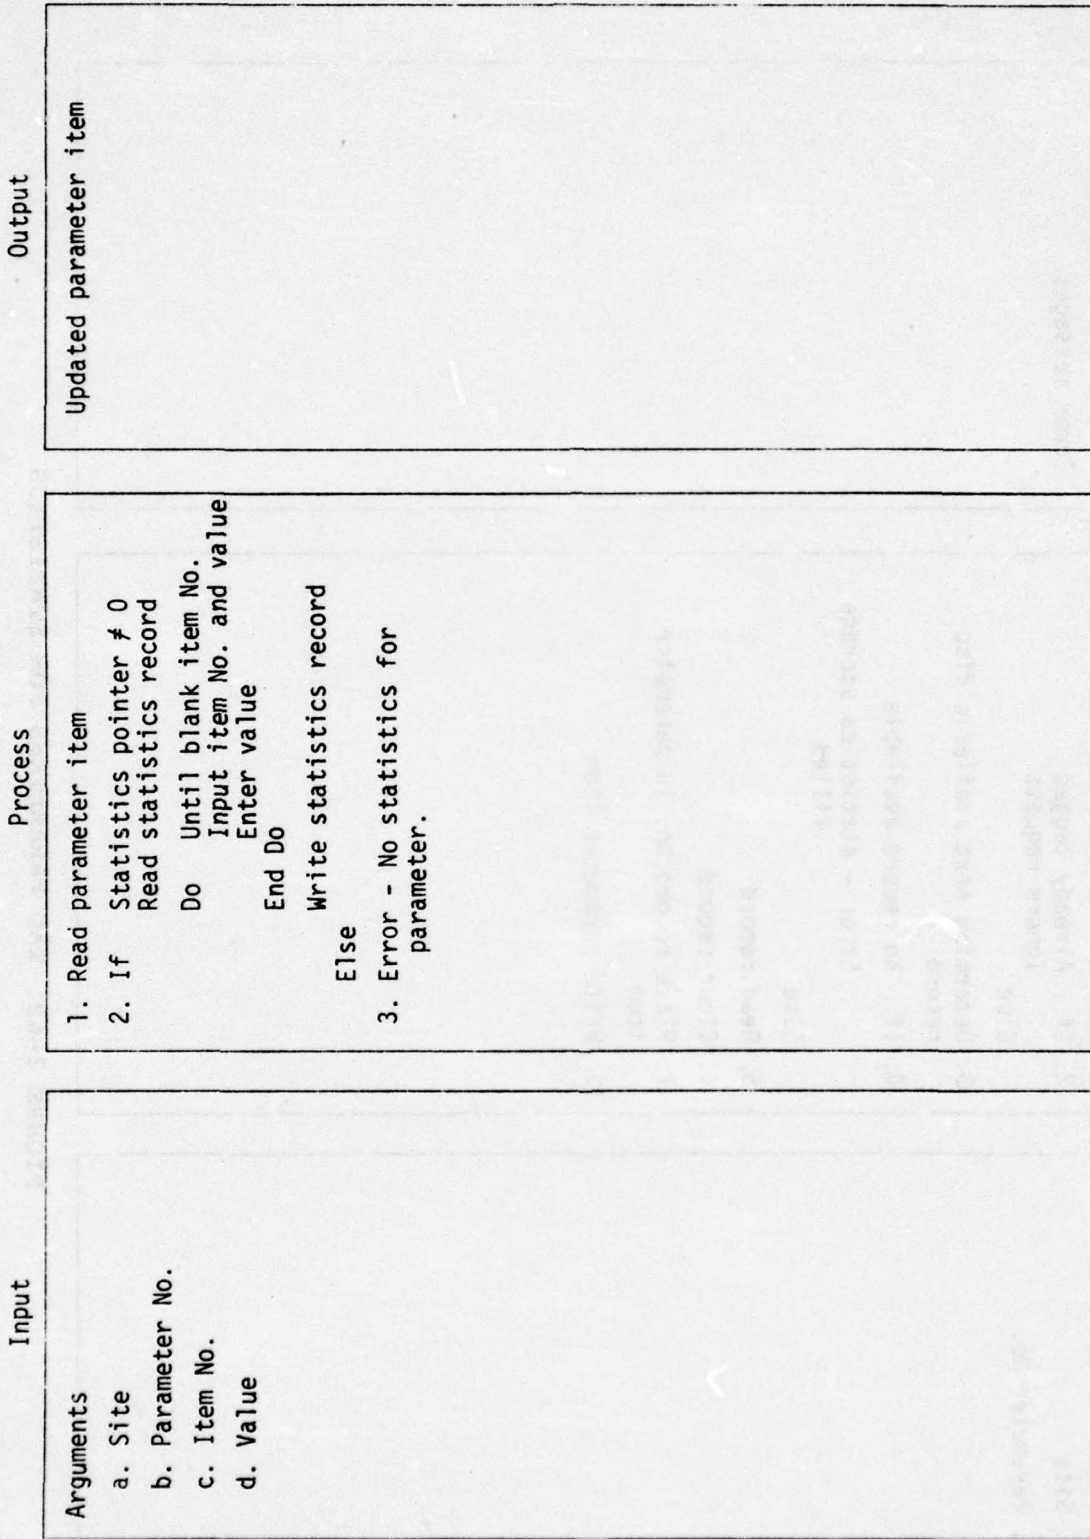 Input
Arguments
a. Site
b. Parameter No.
c. Item No.
d. Value
Process
1. Read parameter item
2. If Statistics pointer ≠ 0
Read statistics record
Do Until blank item No.
Input item No. and value
Enter value
End Do
Write statistics record
Else
3. Error - No statistics for
parameter.
Output
Updated parameter item